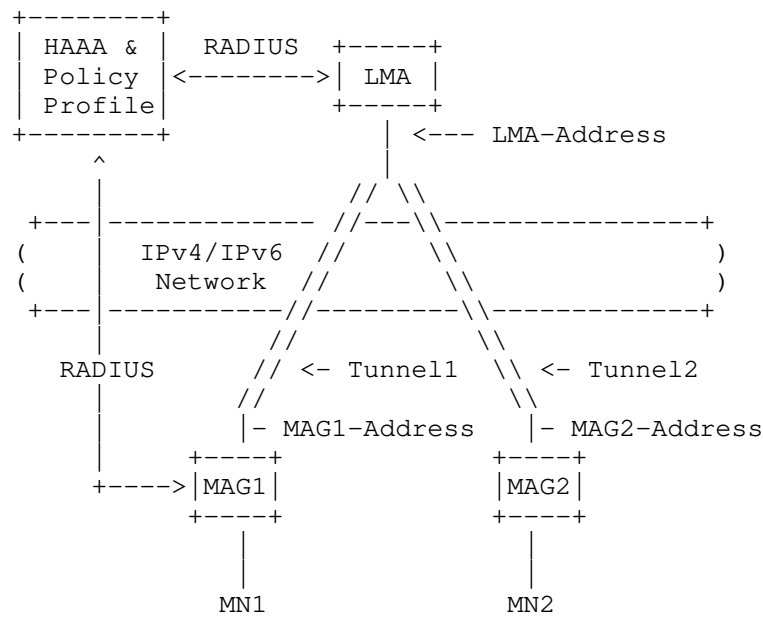 HAAA & RADIUS
Policy LMA
Profile
<--- LMA-Address
IPv4/IPv6
Network
RADIUS <- Tunnel1 <- Tunnel2
MAG1-Address MAG2-Address
MAG1 MAG2
MN1 MN2